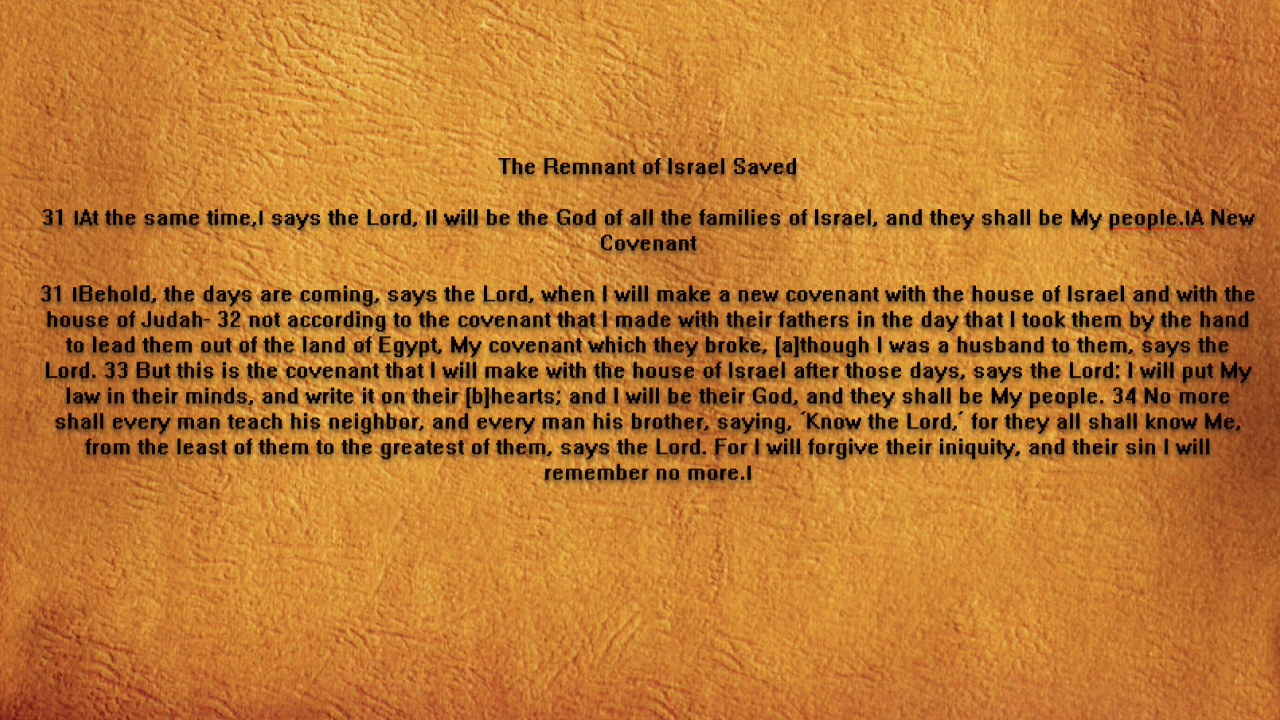 The Remnant of Israel Saved
31 IAt the same time,I says the Lord, II will be the God of all the families of Israel, and they shall be My people.IA New
Covenant
31 IBehold, the days are coming, says the Lord, when I will make a new covenant with the house of Israel and with the
house of Judah- 32 not according to the covenant that I made with their fathers in the day that I took them by the hand
to lead them out of the land of Egypt, My covenant which they broke, [a]though I was a husband to them, says the
Lord. 33 But this is the covenant that I will make with the house of Israel after those days, says the Lord: I will put My
law in their minds, and write it on their [b]hearts; and I will be their God, and they shall be My people. 34 No more
shall every man teach his neighbor, and every man his brother, saying, ´Know the Lord,´ for they all shall know Me,
from the least of them to the greatest of them, says the Lord. For I will forgive their iniquity, and their sin I will
remember no more.I